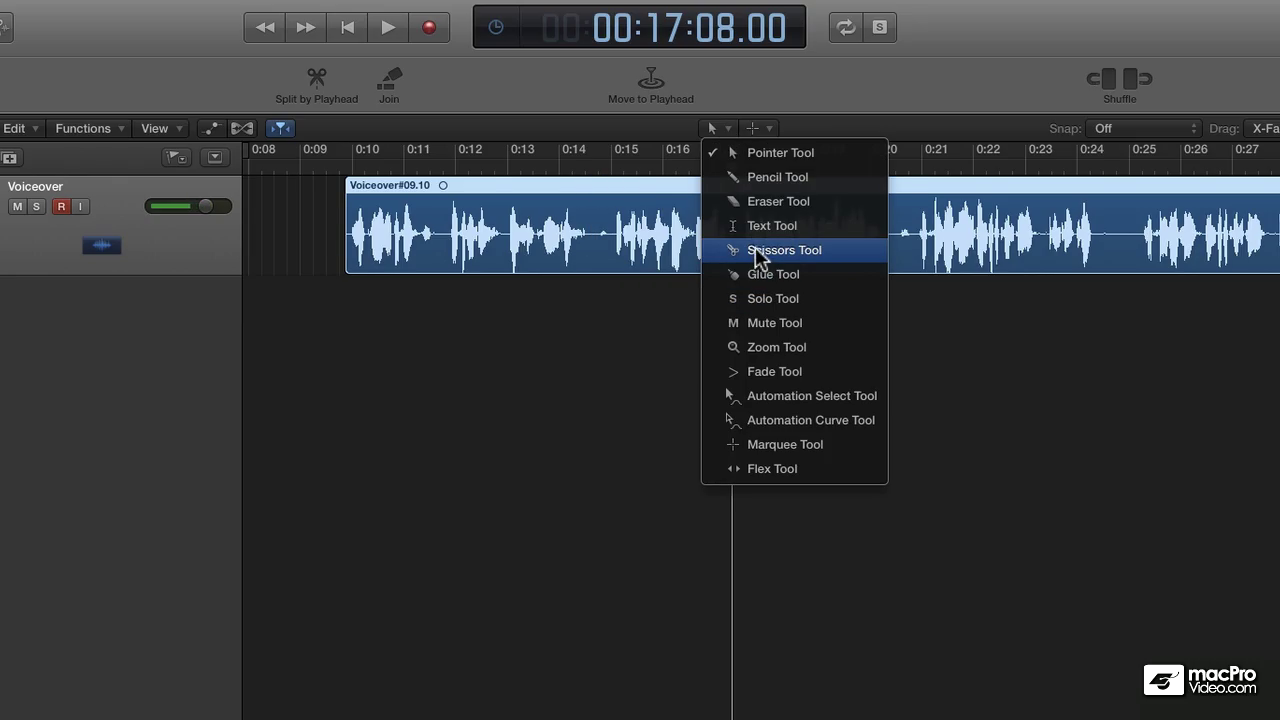 00:17:08.00
S
Split by Playhead
Join
Move to Playhead
Shuffle
Edit
Functions
View
Snap: Off
Drag: X-Fa
0:08 0:09 0:10 0:11 0:12 0:13 0:14 0:15 0:16 20 0:21 0:22 0:23 0:24 0:25 0:26 0:27
Voiceover
M S R I
Voiceover#09.10
Pointer Tool
Pencil Tool
Eraser Tool
Text Tool
Scissors Tool
Glue Tool
S Solo Tool
M Mute Tool
Zoom Tool
Fade Tool
Automation Select Tool
Automation Curve Tool
Marquee Tool
Flex Tool
macPro
Video.com